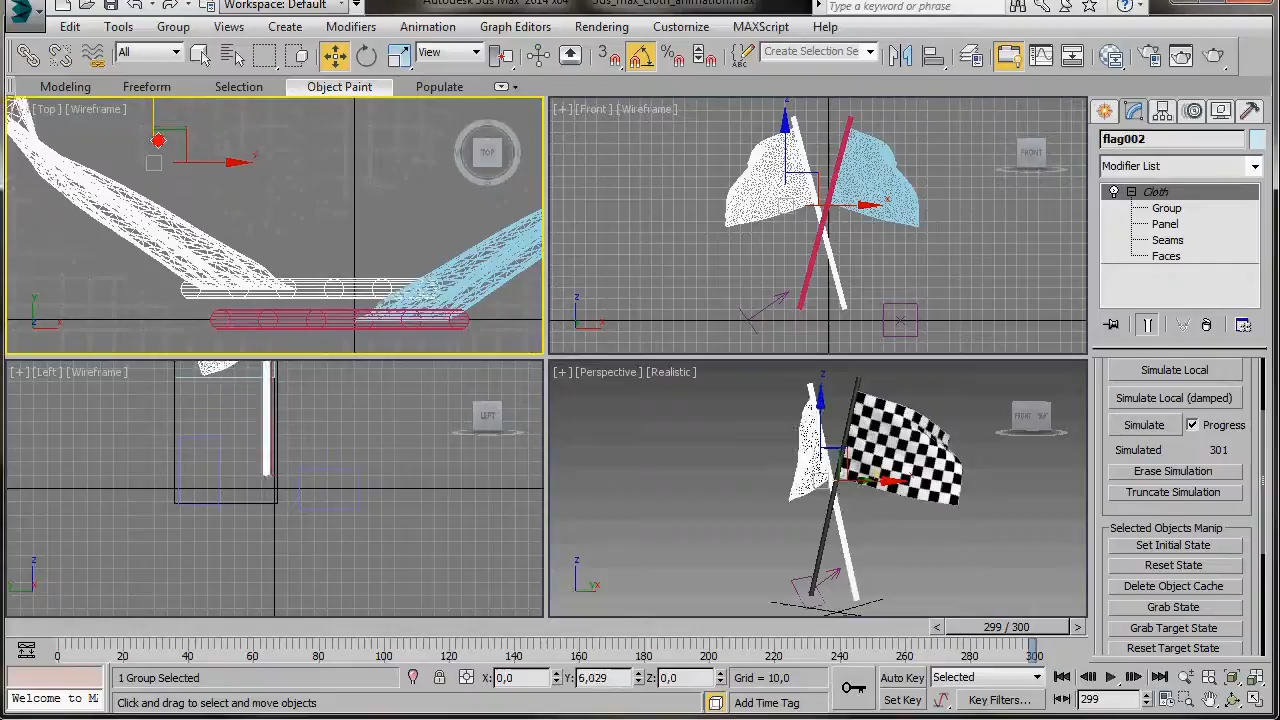 Workspace: Default
Autodesk 3ds Max 2014 x64
3ds_max_cloth_animation.max
Type a keyword or phrase
Edit Tools Group Views Create Modifiers Animation Graph Editors Rendering Customize MAXScript Help
All
View
3
Create Selection Se
ABC
Modeling Freeform Selection Object Paint Populate
[Top] [Wireframe]
TOP
[+] [Front] [Wireframe]
FRONT
z
x
y
z
x
z
x
[+] [Left] [Wireframe]
LEFT
z
y
x
[+] [Perspective] [Realistic]
FRONT
z
z
flag002
Modifier List
Cloth
Group
Panel
Seams
Faces
Simulate Local
Simulate Local (damped)
Simulate Progress
Simulated 301
Erase Simulation
Truncate Simulation
Selected Objects Manip
Set Initial State
Reset State
Delete Object Cache
Grab State
Grab Target State
Reset Target State
< 299 / 300 >
0 20 40 60 80 100 120 140 160 180 200 220 240 260 280 300
1 Group Selected X: 0,0 Y: 6,029 Z: 0,0 Grid = 10,0 Auto Key Selected
Welcome to M
Click and drag to select and move objects Add Time Tag Set Key Key Filters... 299